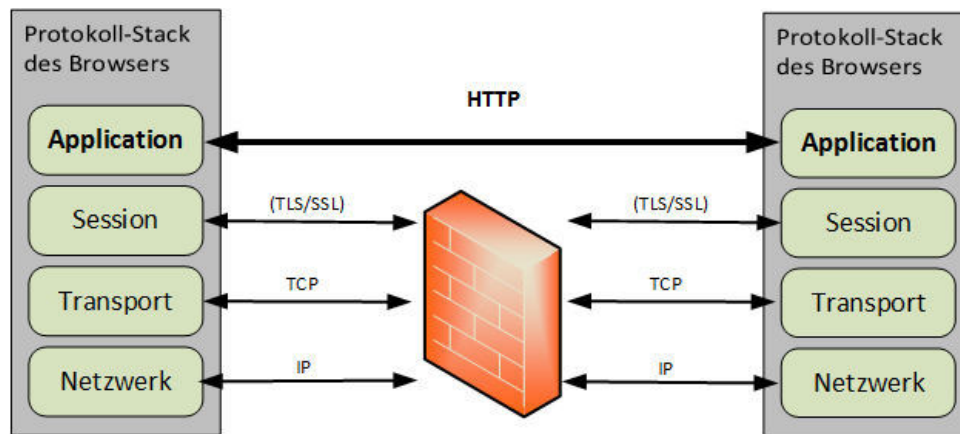 Protokoll-Stack
des Browsers
Protokoll-Stack
des Browsers
HTTP
Application
Application
Session
(TLS/SSL)
(TLS/SSL)
Session
Transport
TCP
TCP
Transport
Netzwerk
IP
IP
Netzwerk